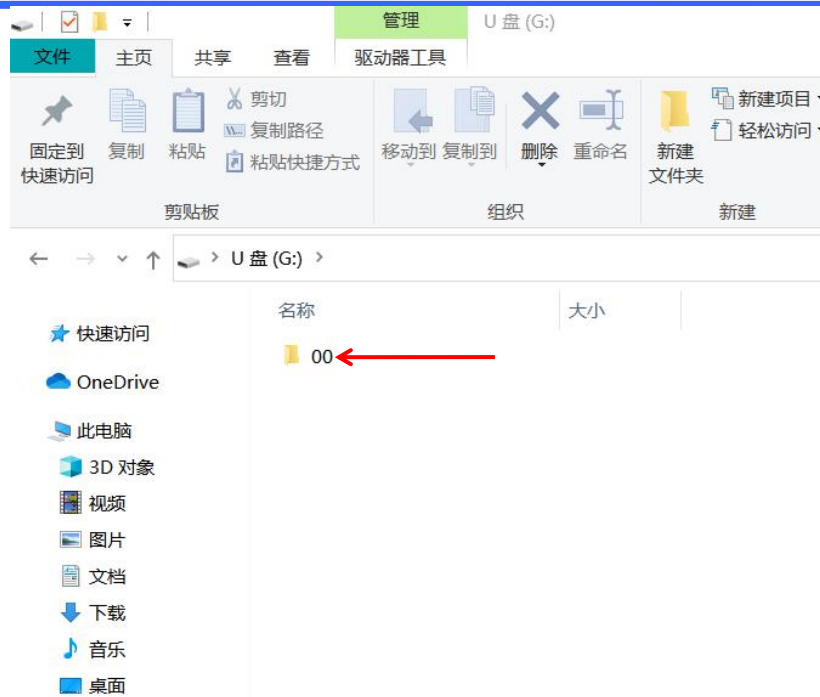 管理
U 盘 (G:)
文件
主页
共享
查看
驱动器工具
固定到
快速访问
复制
粘贴
剪切
复制路径
粘贴快捷方式
剪贴板
移动到
复制到
删除
重命名
组织
新建
文件夹
新建项目
轻松访问
新建
U 盘 (G:)
名称
大小
快速访问
00
OneDrive
此电脑
3D 对象
视频
图片
文档
下载
音乐
桌面